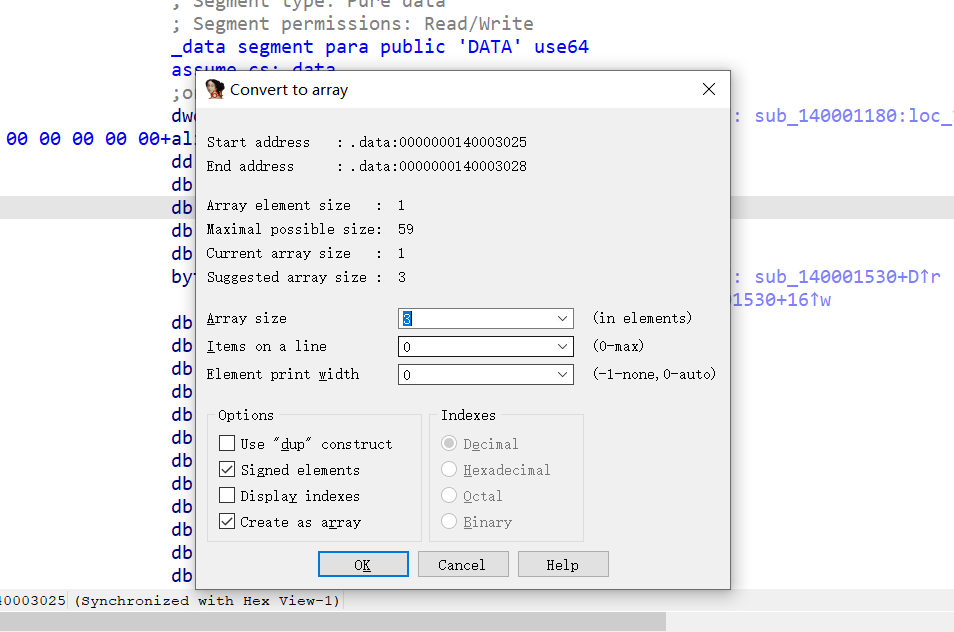 ; Segment type: Pure data
; Segment permissions: Read/Write
_data segment para public 'DATA' use64
assume cs:_data
;o
dw
: sub_140001180:loc_
00 00 00 00 00+al
dd
db
db
db
db
by
: sub_140001530+D↑r
1530+16↑w
db
db
db
db
db
db
db
db
db
db
db
db
Convert to array
Start address : .data:0000000140003025
End address : .data:0000000140003028
Array element size : 1
Maximal possible size: 59
Current array size : 1
Suggested array size : 3
Array size 3 (in elements)
Items on a line 0 (0-max)
Element print width 0 (-1-none,0-auto)
Options
Use "dup" construct
Signed elements
Display indexes
Create as array
Indexes
Decimal
Hexadecimal
Octal
Binary
OK Cancel Help
40003025 (Synchronized with Hex View-1)